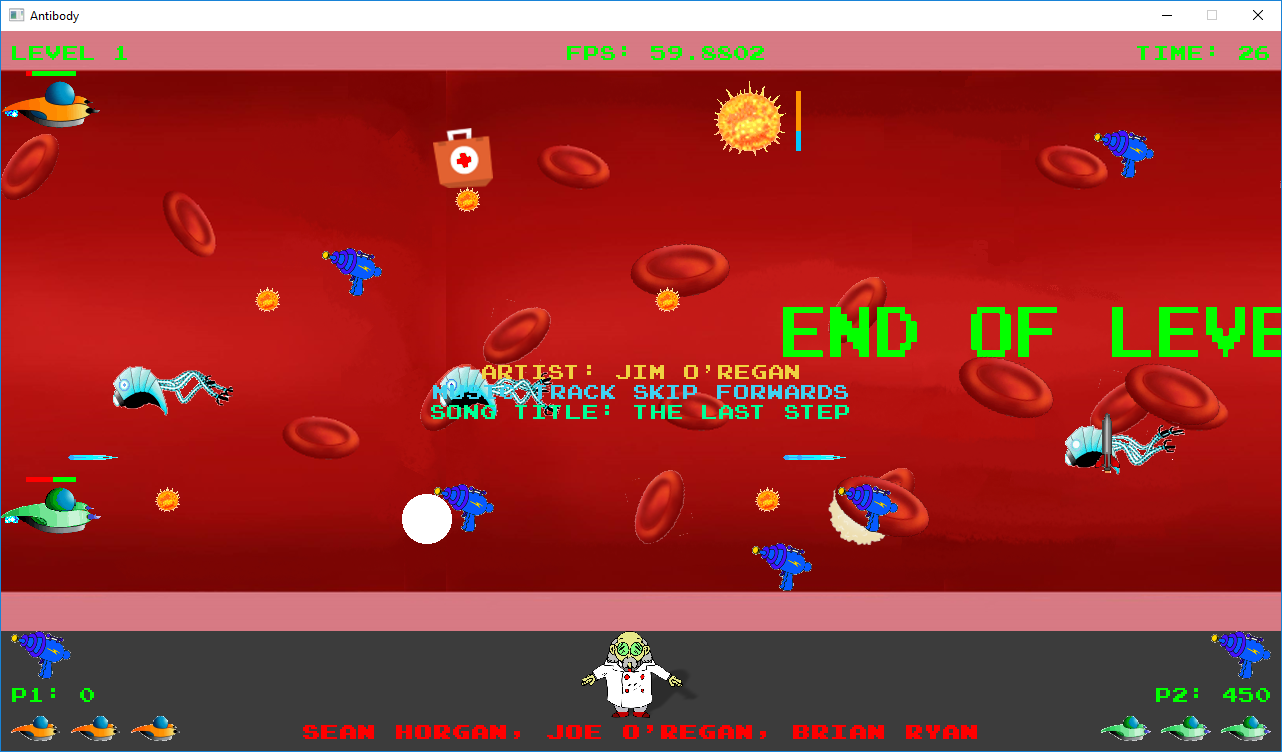 Antibody
LEVEL 1 FPS: 59.8802 TIME: 26
END OF LEVE
ARTIST: JIM O'REGAN
MUSIC TRACK SKIP FORWARDS
SONG TITLE: THE LAST STEP
P1: 0 P2: 450
SEAN HORGAN, JOE O'REGAN, BRIAN RYAN